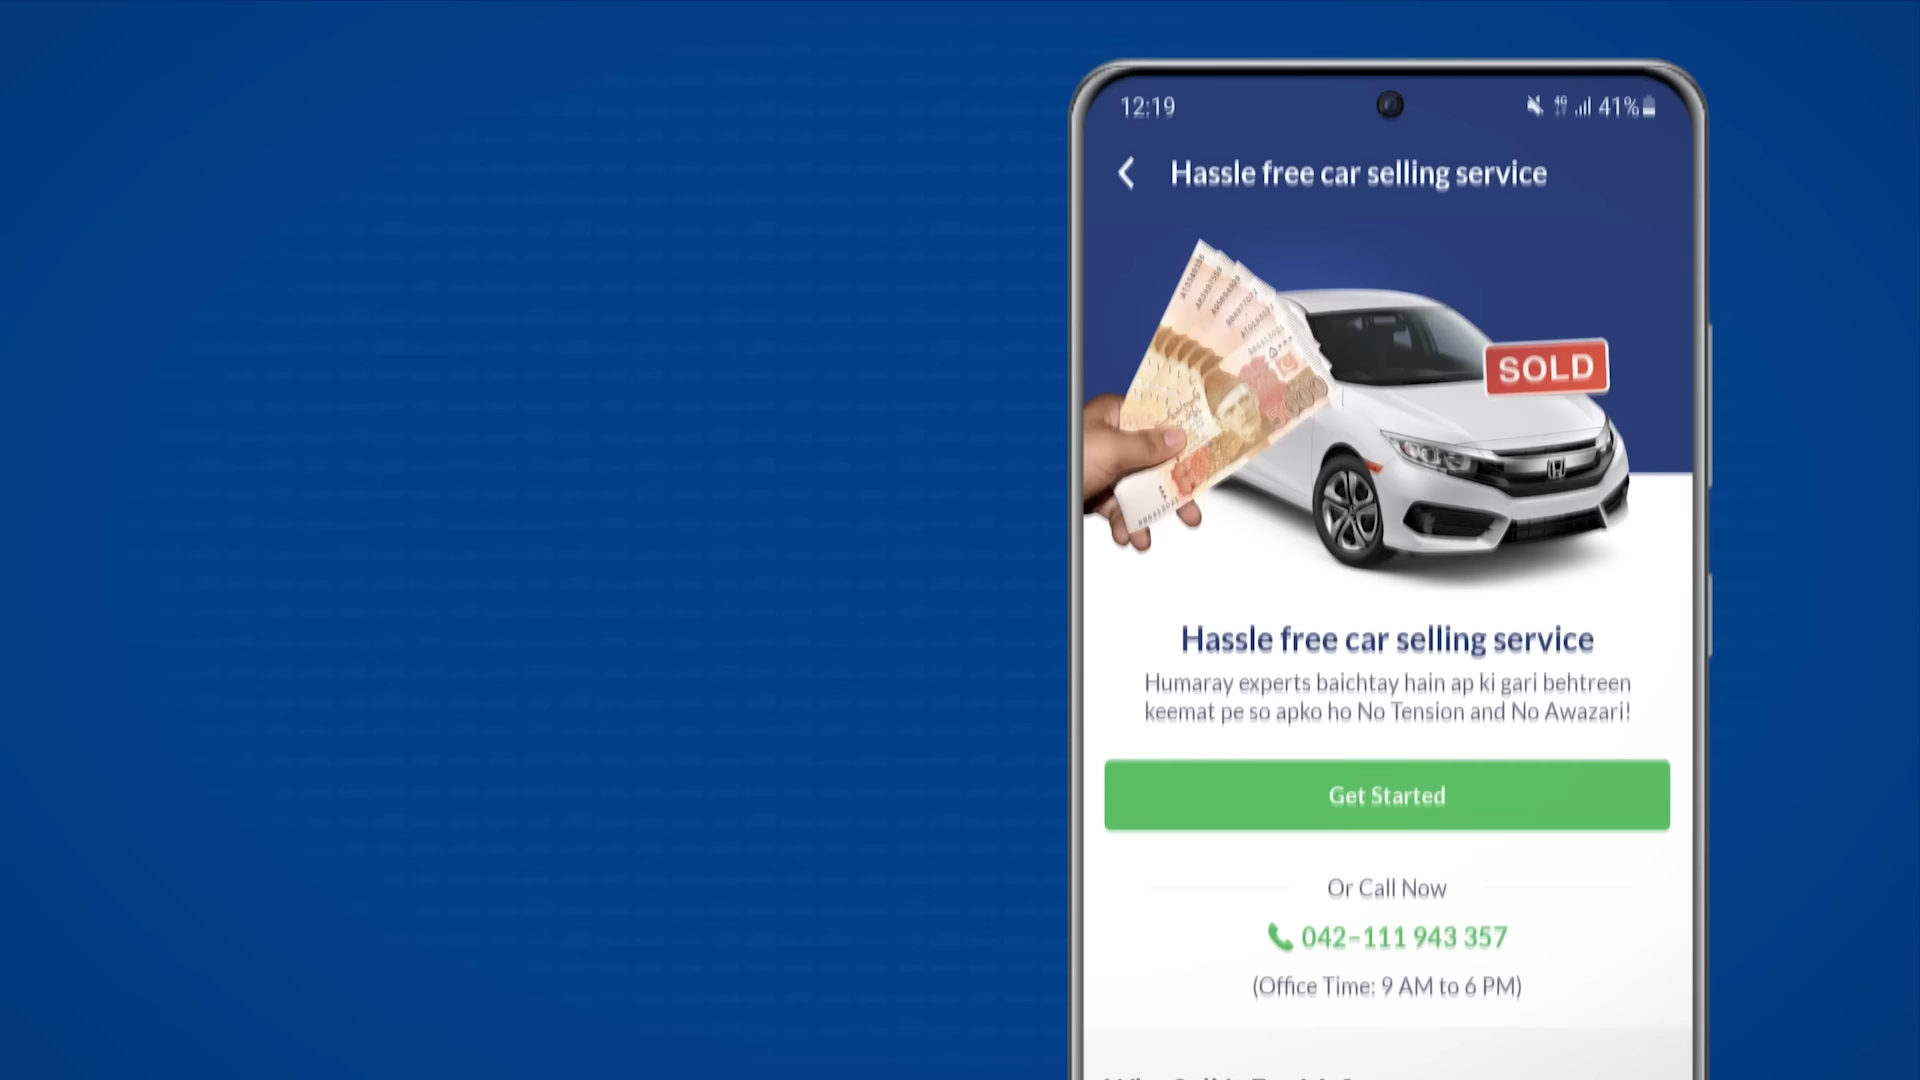 12:19
4G
41%
Hassle free car selling service
SOLD
Hassle free car selling service
Humaray experts baichtay hain ap ki gari behtreen
keemat pe so apko ho No Tension and No Awazari!
Get Started
Or Call Now
042-111 943 357
(Office Time: 9 AM to 6 PM)